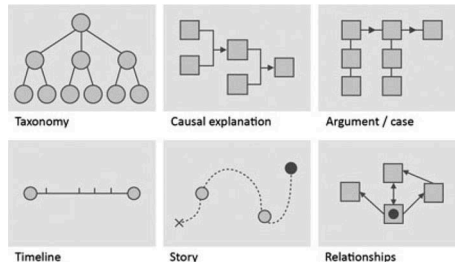 Taxonomy
Causal explanation
Argument / case
Timeline
Story
Relationships